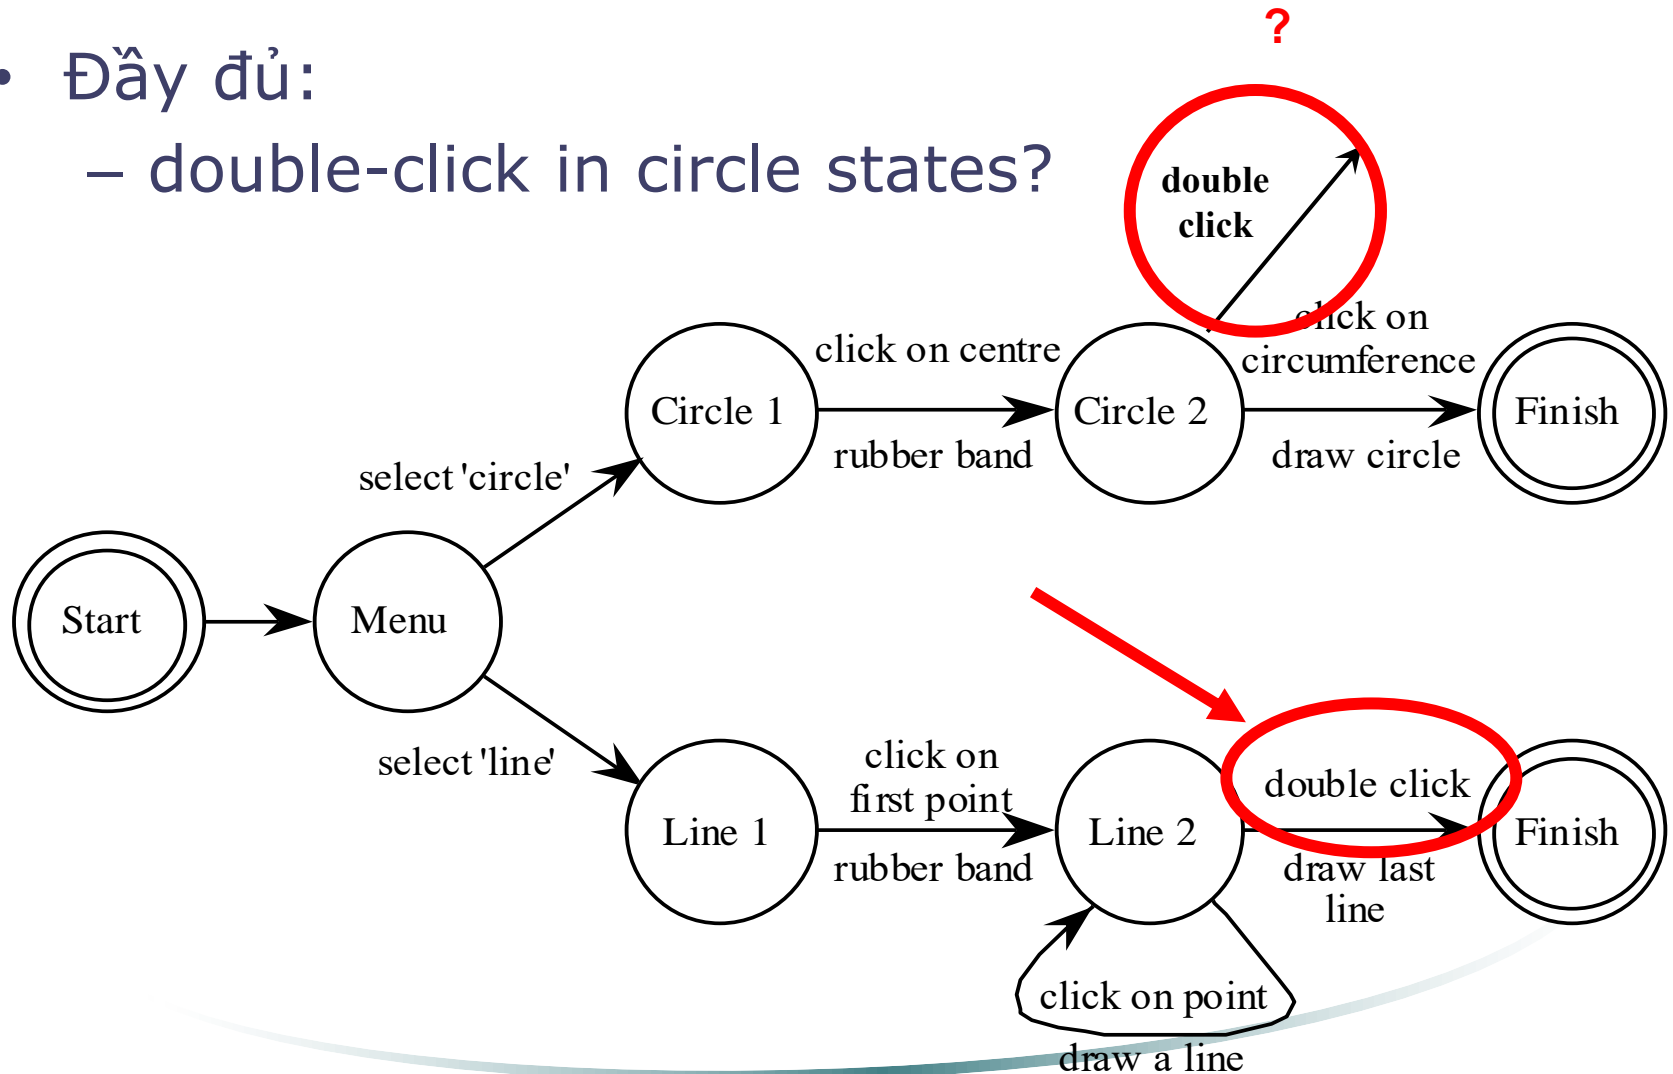 ?
• Đầy đủ:
– double-click in circle states?
double
click
click on
circumference
click on centre
Circle 1
Circle 2
Finish
rubber band
draw circle
select 'circle'
Start
Menu
select 'line'
click on
first point
double click
Line 1
Line 2
Finish
rubber band
draw last
line
click on point
draw a line